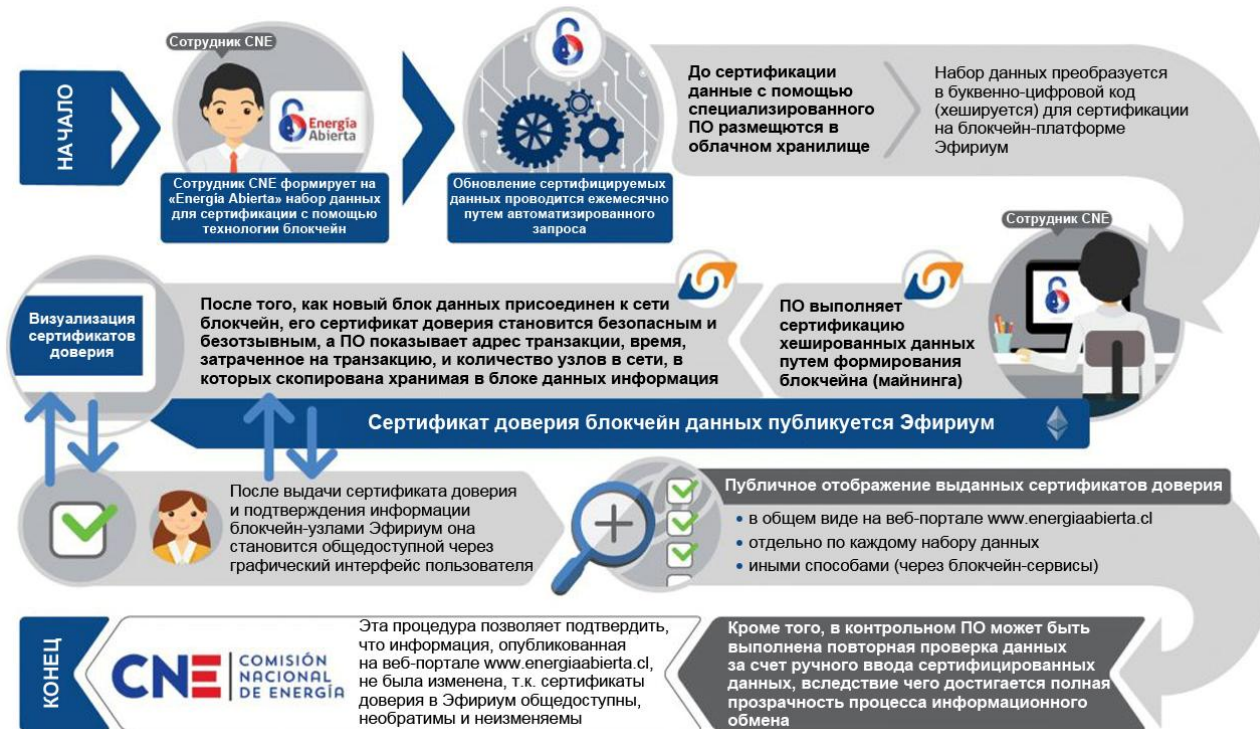 НАЧАЛО
Сотрудник CNE
Energía
Abierta
Сотрудник CNE формирует на
«Energia Abierta» набор данных
для сертификации с помощью
технологии блокчейн
Обновление сертифицируемых
данных проводится ежемесячно
путем автоматизированного
запроса
До сертификации
данные с помощью
специализированного
ПО размещются в
облачном хранилище
Набор данных преобразуется
в буквенно-цифровой код
(хешируется) для сертификации
на блокчейн-платформе
Эфириум
Сотрудник CNE
ПО выполняет
сертификацию
хешированных данных
путем формирования
блокчейна (майнинга)
После того, как новый блок данных присоединен к сети
блокчейн, его сертификат доверия становится безопасным и
безотзывным, а ПО показывает адрес транзакции, время,
затраченное на транзакцию, и количество узлов в сети, в
которых скопирована хранимая в блоке данных информация
Визуализация
сертификатов
доверия
Сертификат доверия блокчейн данных публикуется Эфириум
После выдачи сертификата доверия
и подтверждения информации
блокчейн-узлами Эфириум она
становится общедоступной через
графический интерфейс пользователя
Публичное отображение выданных сертификатов доверия
• в общем виде на веб-портале www.energiaabierta.cl
• отдельно по каждому набору данных
• иными способами (через блокчейн-сервисы)
Кроме того, в контрольном ПО может быть
выполнена повторная проверка данных
за счет ручного ввода сертифицированных
данных, вследствие чего достигается полная
прозрачность процесса информационного
обмена
Эта процедура позволяет подтвердить,
что информация, опубликованная
на веб-портале www.energiaabierta.cl,
не была изменена, т.к. сертификаты
доверия в Эфириум общедоступны,
необратимы и неизменяемы
CNE
COMISIÓN
NACIONAL
DE ENERGÍA
КОНЕЦ